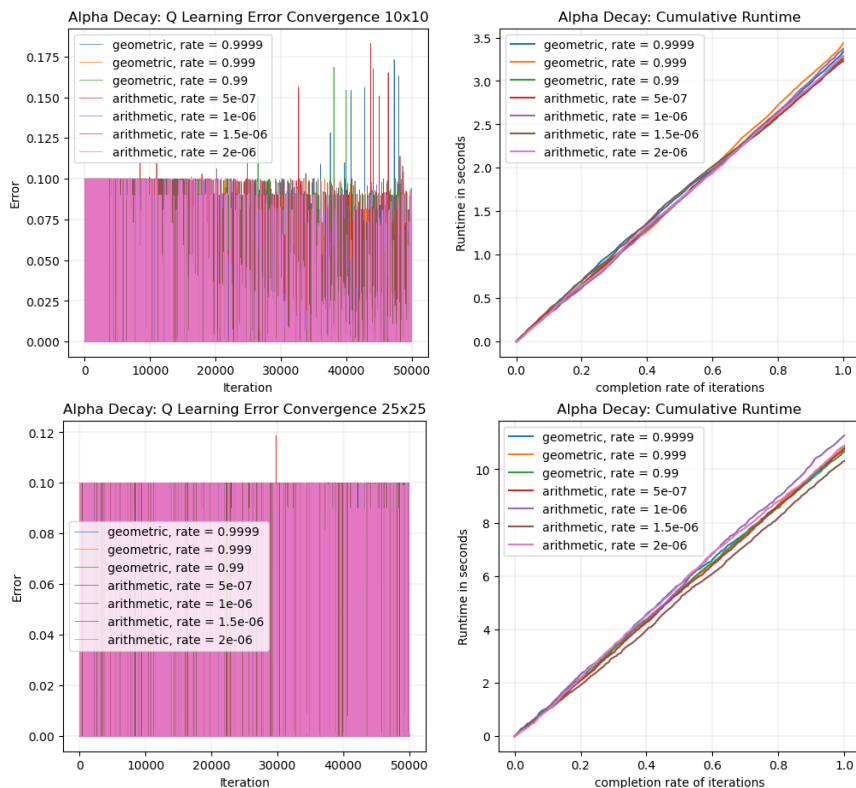 Alpha Decay: Q Learning Error Convergence 10x10
geometric, rate = 0.9999
geometric, rate = 0.999
geometric, rate = 0.99
arithmetic, rate = 5e-07
arithmetic, rate = 1e-06
arithmetic, rate = 1.5e-06
arithmetic, rate = 2e-06
0.175
0.150
0.125
0.100
0.075
0.050
0.025
0.000
Error
0 10000 20000 30000 40000 50000
Iteration
Alpha Decay: Cumulative Runtime
geometric, rate = 0.9999
geometric, rate = 0.999
geometric, rate = 0.99
arithmetic, rate = 5e-07
arithmetic, rate = 1e-06
arithmetic, rate = 1.5e-06
arithmetic, rate = 2e-06
3.5
3.0
2.5
2.0
1.5
1.0
0.5
0.0
Runtime in seconds
0.0 0.2 0.4 0.6 0.8 1.0
completion rate of iterations
Alpha Decay: Q Learning Error Convergence 25x25
0.12
0.10
0.08
0.06
0.04
0.02
0.00
Error
geometric, rate = 0.9999
geometric, rate = 0.999
geometric, rate = 0.99
arithmetic, rate = 5e-07
arithmetic, rate = 1e-06
arithmetic, rate = 1.5e-06
arithmetic, rate = 2e-06
0 10000 20000 30000 40000 50000
Iteration
Alpha Decay: Cumulative Runtime
geometric, rate = 0.9999
geometric, rate = 0.999
geometric, rate = 0.99
arithmetic, rate = 5e-07
arithmetic, rate = 1e-06
arithmetic, rate = 1.5e-06
arithmetic, rate = 2e-06
10
8
6
4
2
0
Runtime in seconds
0.0 0.2 0.4 0.6 0.8 1.0
completion rate of iterations